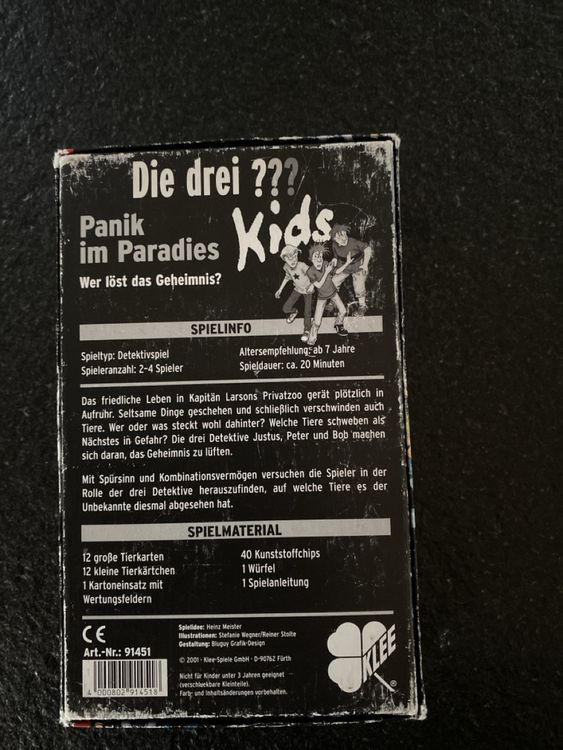 Die drei ???
Kids
Panik
im Paradies
Wer löst das Geheimnis?
SPIELINFO
Spieltyp: Detektivspiel
Spieleranzahl: 2-4 Spieler
Altersempfehlung: ab 7 Jahre
Spieldauer: ca. 20 Minuten
Das friedliche Leben in Kapitän Larsons Privatzoo gerät plötzlich in
Aufruhr. Seltsame Dinge geschehen und schließlich verschwinden auch
Tiere. Wer oder was steckt wohl dahinter? Welche Tiere schweben als
Nächstes in Gefahr? Die drei Detektive Justus, Peter und Bob machen
sich daran, das Geheimnis zu lüften.
Mit Spürsinn und Kombinationsvermögen versuchen die Spieler in der
Rolle der drei Detektive herauszufinden, auf welche Tiere es der
Unbekannte diesmal abgesehen hat.
SPIELMATERIAL
12 große Tierkarten
12 kleine Tierkärtchen
1 Kartoneinsatz mit
Wertungsfeldern
40 Kunststoffchips
1 Würfel
1 Spielanleitung
CE
Art.-Nr.: 91451
4 000802 914518
Spielidee: Heinz Meister
Illustrationen: Stefanie Wegner/Reiner Stolte
Gestaltung: Bluguy Grafik-Design
© 2001 · Klee-Spiele GmbH · D-90762 Fürth
Nicht für Kinder unter 3 Jahren geeignet
(verschluckbare Kleinteile).
Farb- und Inhaltsänderungen vorbehalten.
KLEE
®